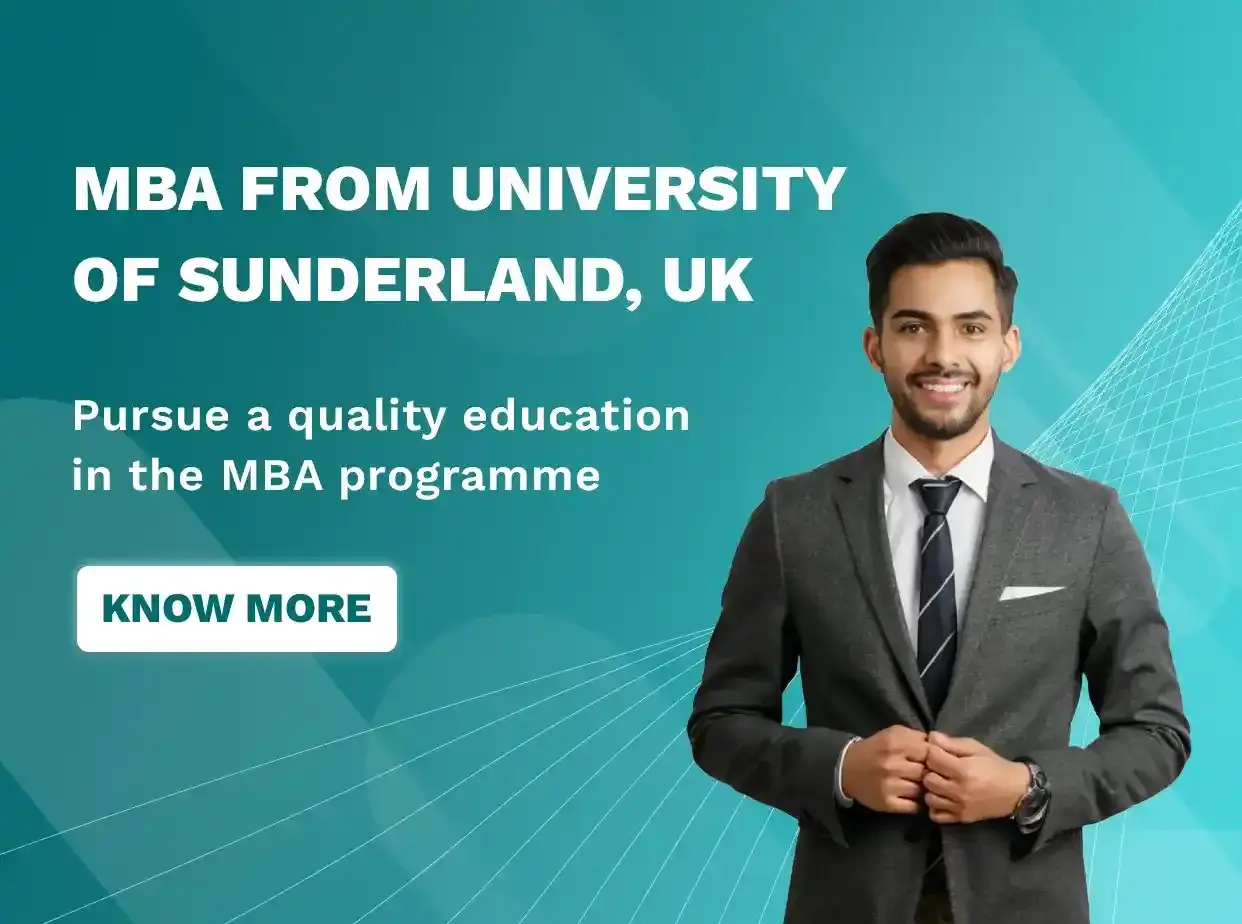 MBA FROM UNIVERSITY
OF SUNDERLAND, UK
Pursue a quality education
in the MBA programme
KNOW MORE